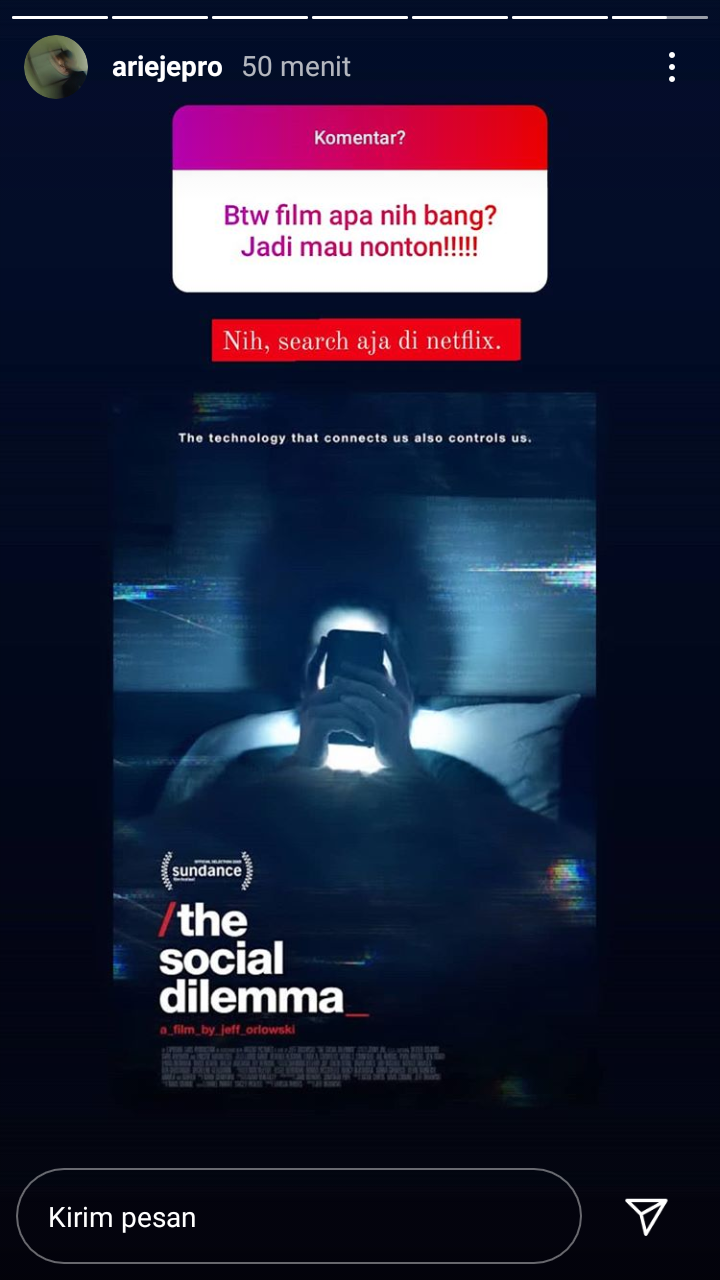 ariejepro 50 menit
Komentar?
Btw film apa nih bang?
Jadi mau nonton!!!!!
Nih, search aja di netflix.
The technology that connects us also controls us.
sundance
/the
social
dilemma_
a_film_by_jeff_orlowski
Kirim pesan